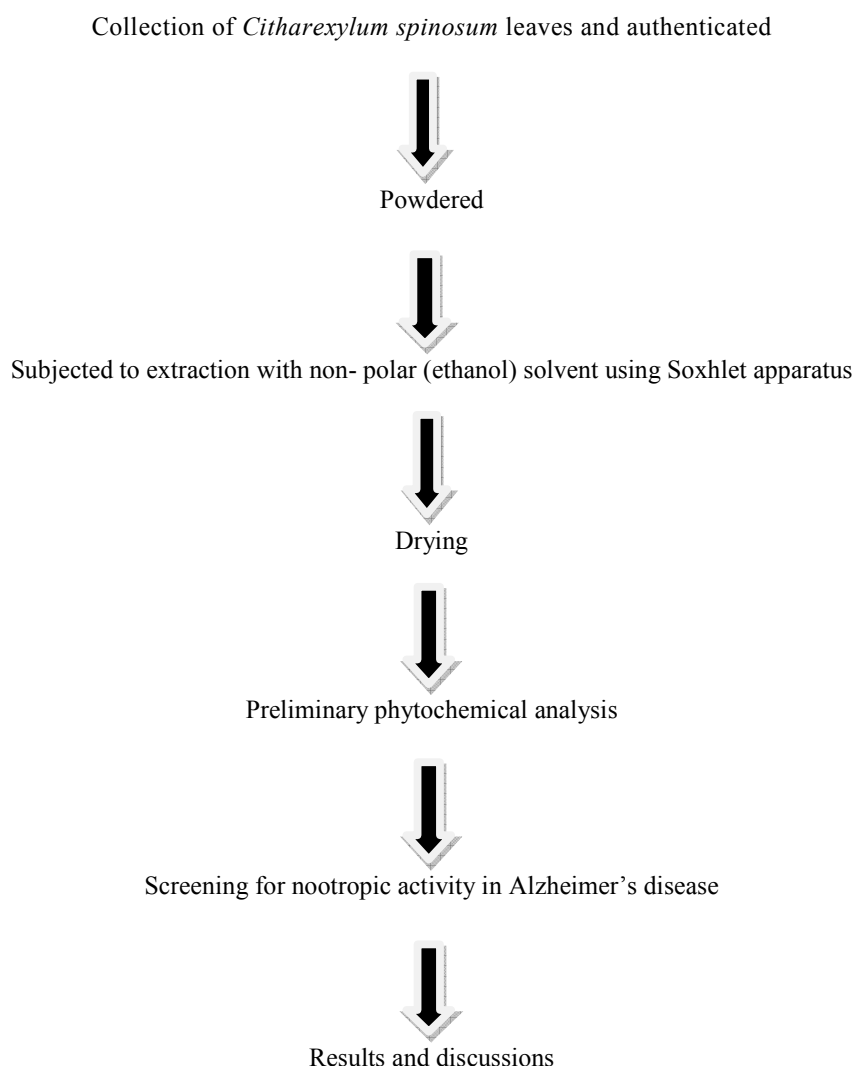 Collection of Citharexylum spinosum leaves and authenticated
Powdered
Subjected to extraction with non- polar (ethanol) solvent using Soxhlet apparatus
Drying
Preliminary phytochemical analysis
Screening for nootropic activity in Alzheimer’s disease
Results and discussions